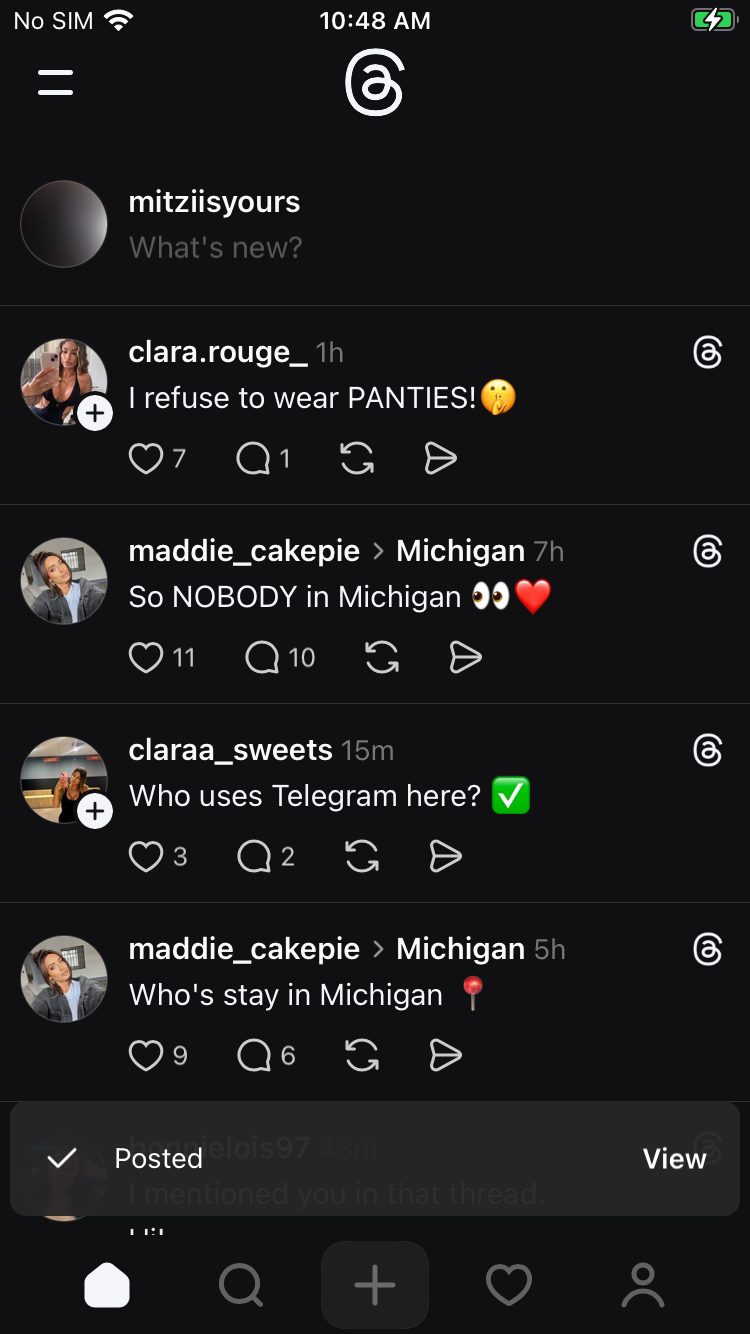 No SIM 10:48 AM
mitziisyours
What's new?
clara.rouge_ 1h
I refuse to wear PANTIES!🤫
7 1
maddie_cakepie > Michigan 7h
So NOBODY in Michigan 👀❤️
11 10
claraa_sweets 15m
Who uses Telegram here? ✅
3 2
maddie_cakepie > Michigan 5h
Who's stay in Michigan 📍
9 6
bonnielois97 48m
Posted View
I mentioned you in that thread.